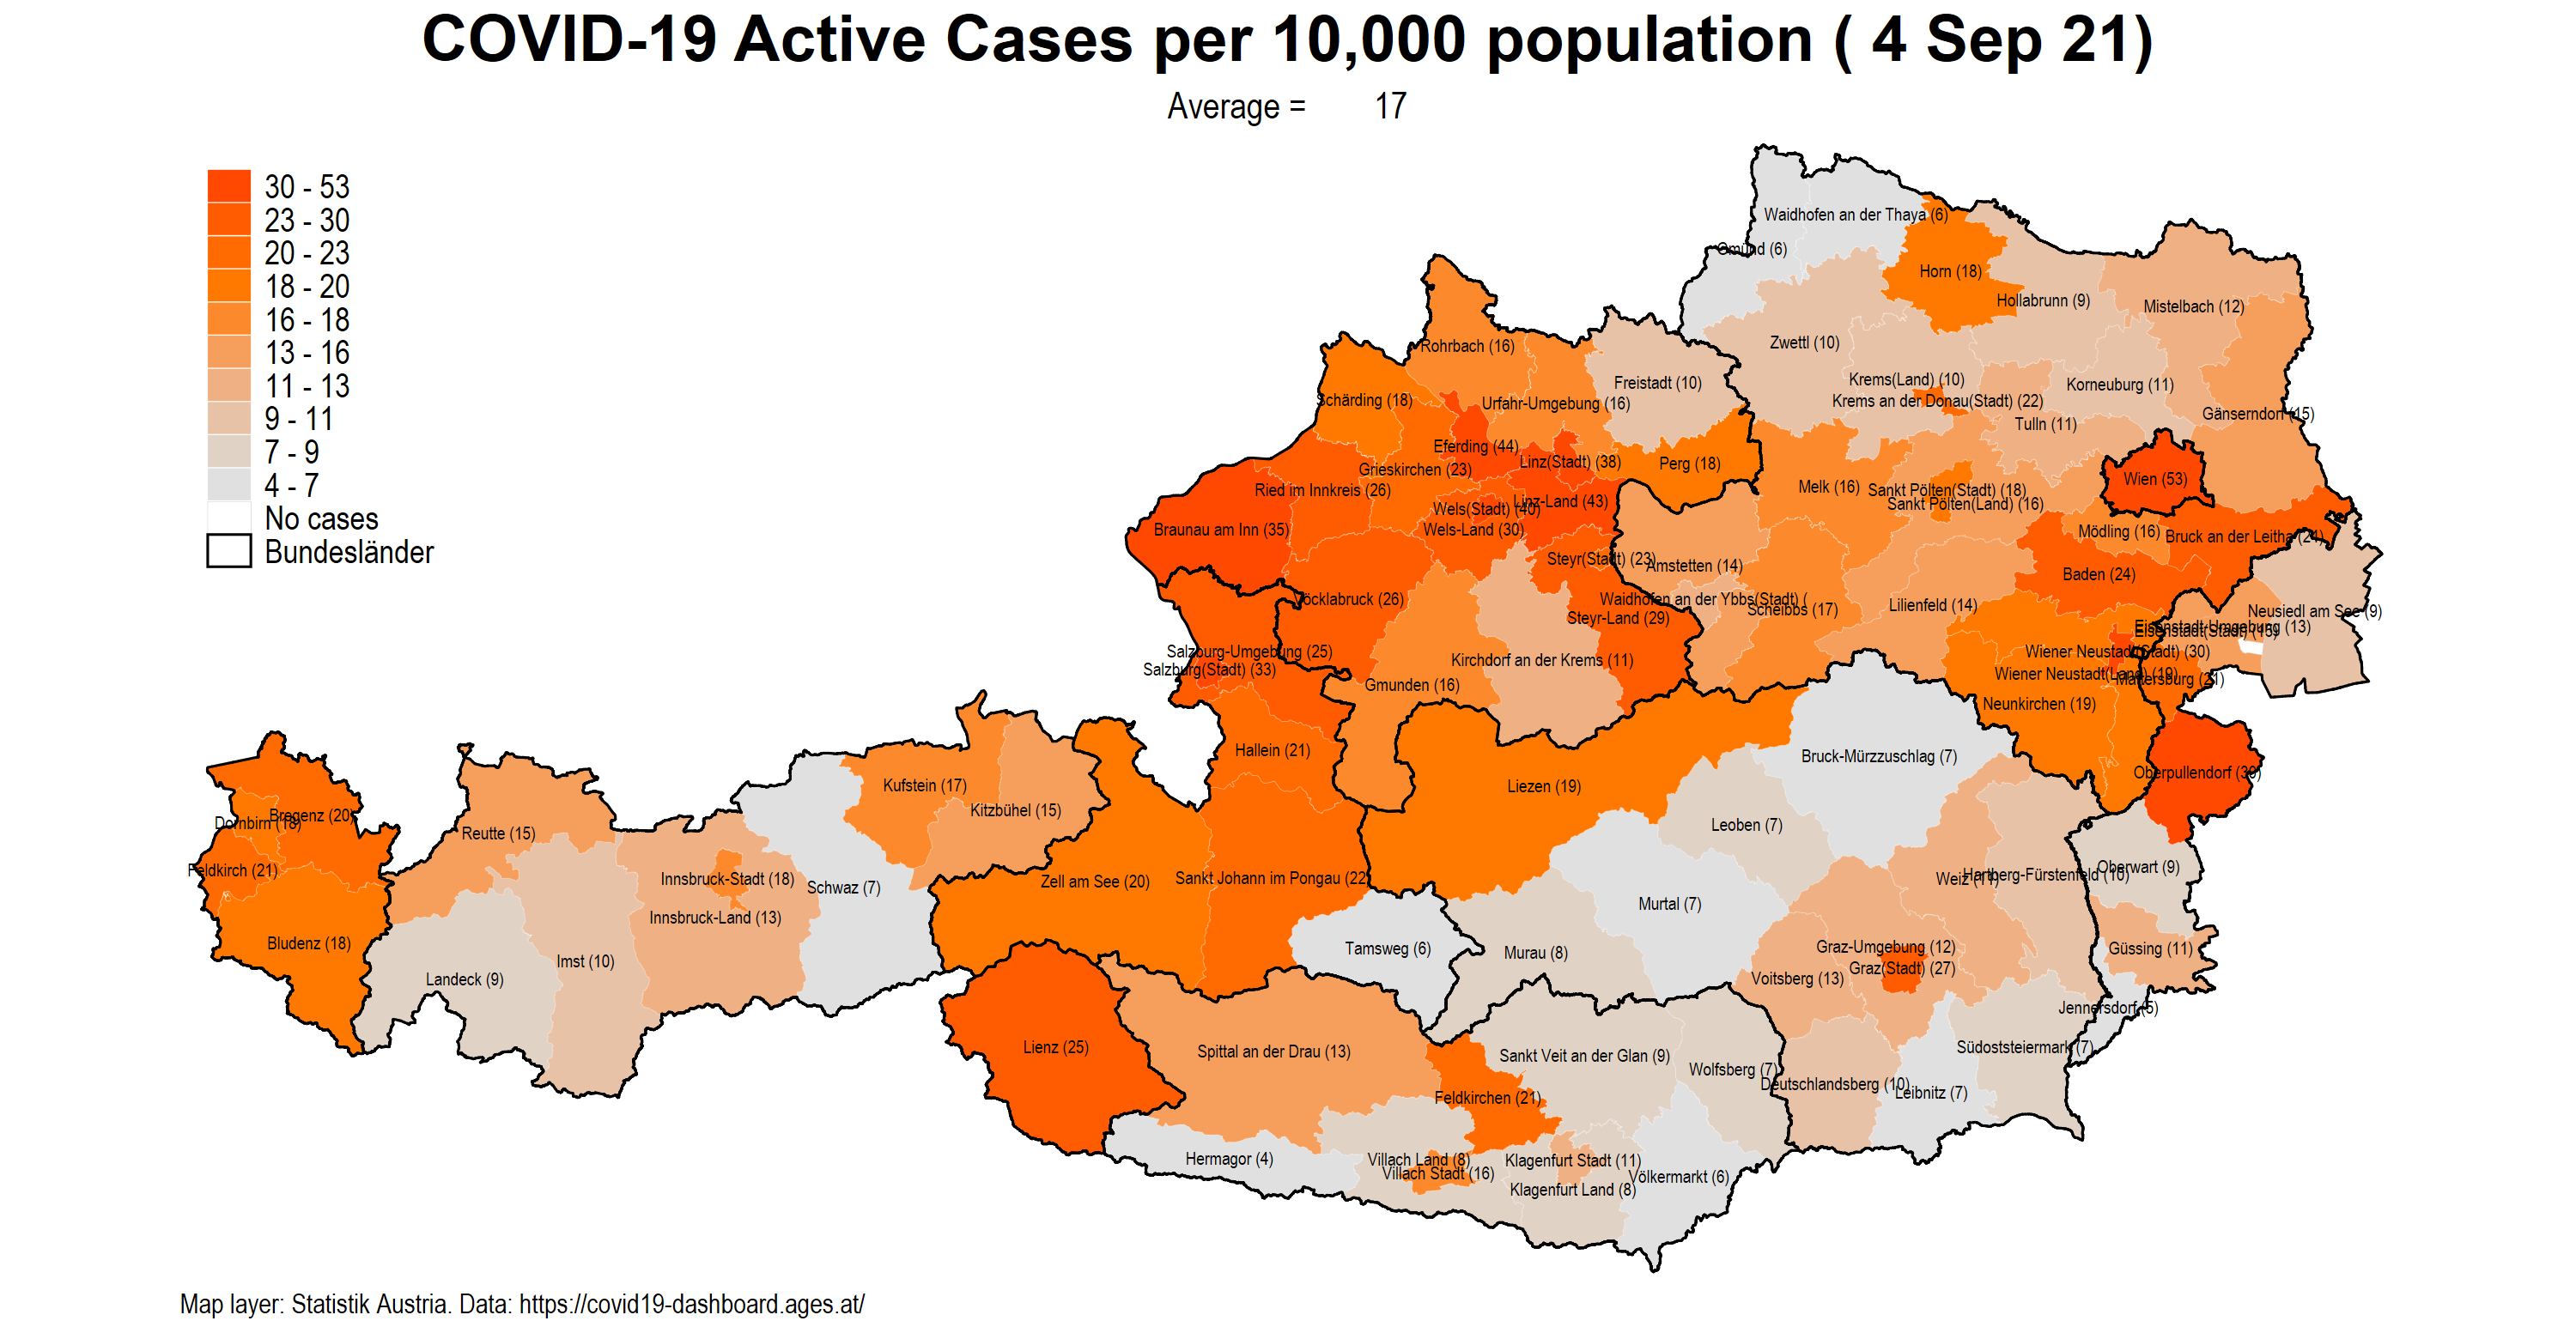 COVID-19 Active Cases per 10,000 population ( 4 Sep 21)
Average = 17
30 - 53
23 - 30
20 - 23
18 - 20
16 - 18
13 - 16
11 - 13
9 - 11
7 - 9
4 - 7
No cases
Bundesländer
Waidhofen an der Thaya (6)
Gmünd (6)
Horn (18)
Hollabrunn (9)
Mistelbach (12)
Zwettl (10)
Rohrbach (16)
Freistadt (10)
Krems(Land) (10)
Korneuburg (11)
Schärding (18)
Urfahr-Umgebung (16)
Krems an der Donau(Stadt) (22)
Gänserndorf (15)
Tulln (11)
Eferding (44)
Linz(Stadt) (38)
Perg (18)
Grieskirchen (23)
Wien (53)
Ried im Innkreis (26)
Melk (16)
Sankt Pölten(Stadt) (18)
Linz-Land (43)
Sankt Pölten(Land) (16)
Wels(Stadt) (40)
Braunau am Inn (35)
Wels-Land (30)
Mödling (16)
Bruck an der Leitha (24)
Steyr(Stadt) (23)
Amstetten (14)
Baden (24)
Vöcklabruck (26)
Waidhofen an der Ybbs(Stadt) (
Scheibbs (17)
Lilienfeld (14)
Neusiedl am See (9)
Steyr-Land (29)
Eisenstadt-Umgebung (13)
Eisenstadt(Stadt) (15)
Salzburg-Umgebung (25)
Wiener Neustadt(Stadt) (30)
Kirchdorf an der Krems (11)
Salzburg(Stadt) (33)
Wiener Neustadt(Land) (19)
Mattersburg (21)
Gmunden (16)
Neunkirchen (19)
Hallein (21)
Bruck-Mürzzuschlag (7)
Oberpullendorf (39)
Kufstein (17)
Liezen (19)
Kitzbühel (15)
Bregenz (20)
Dornbirn (18)
Leoben (7)
Reutte (15)
Oberwart (9)
Feldkirch (21)
Hartberg-Fürstenfeld (10)
Innsbruck-Stadt (18)
Schwaz (7)
Zell am See (20)
Sankt Johann im Pongau (22)
Weiz (11)
Murtal (7)
Innsbruck-Land (13)
Bludenz (18)
Tamsweg (6)
Murau (8)
Graz-Umgebung (12)
Güssing (11)
Imst (10)
Graz(Stadt) (27)
Landeck (9)
Voitsberg (13)
Jennersdorf (5)
Lienz (25)
Spittal an der Drau (13)
Sankt Veit an der Glan (9)
Südoststeiermark (7)
Wolfsberg (7)
Deutschlandsberg (10)
Leibnitz (7)
Feldkirchen (21)
Hermagor (4)
Villach Land (8)
Klagenfurt Stadt (11)
Villach Stadt (16)
Völkermarkt (6)
Klagenfurt Land (8)
Map layer: Statistik Austria. Data: https://covid19-dashboard.ages.at/